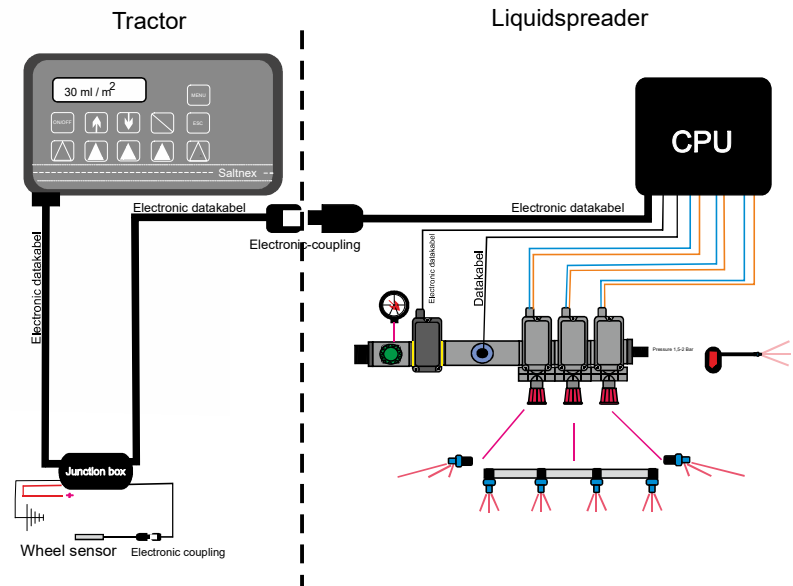 Tractor
Liquidspreader
30 ml / m2
MENU
ON/OFF
ESC
Saltnex
CPU
Electronic datakabel
Electronic datakabel
Electronic-coupling
Electronic datakabel
Datakabel
Electronic datakabel
Pressure 1,5-2 Bar
Junction box
+
Wheel sensor
Electronic coupling